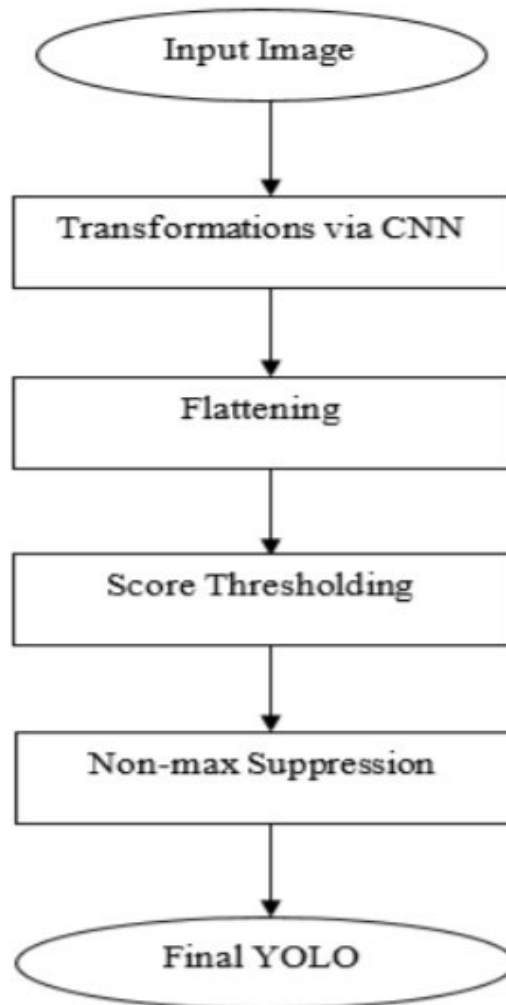 Input Image
Transformations via CNN
Flattening
Score Thresholding
Non-max Suppression
Final YOLO